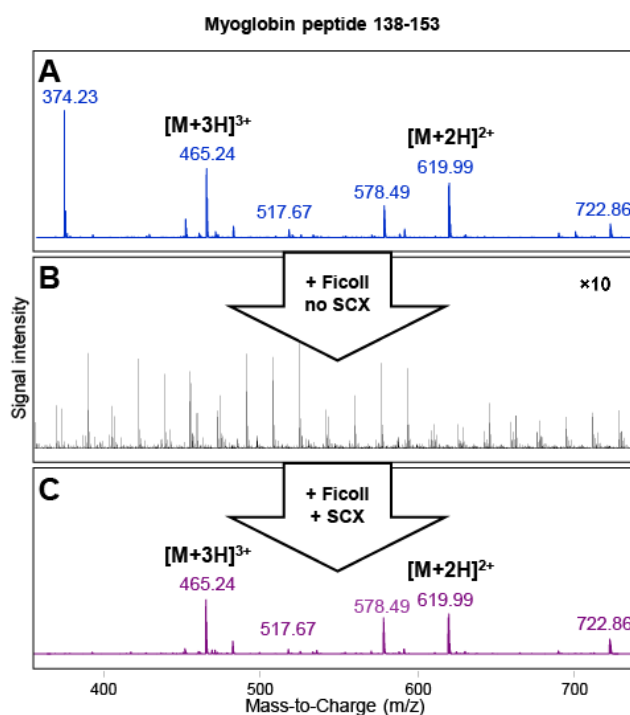 Myoglobin peptide 138-153
A
374.23
[M+3H]³⁺
465.24
517.67
578.49
[M+2H]²⁺
619.99
722.86
+ Ficoll
no SCX
B
×10
Signal intensity
+ Ficoll
+ SCX
C
[M+3H]³⁺
465.24
517.67
578.49
[M+2H]²⁺
619.99
722.86
400
500
600
700
Mass-to-Charge (m/z)